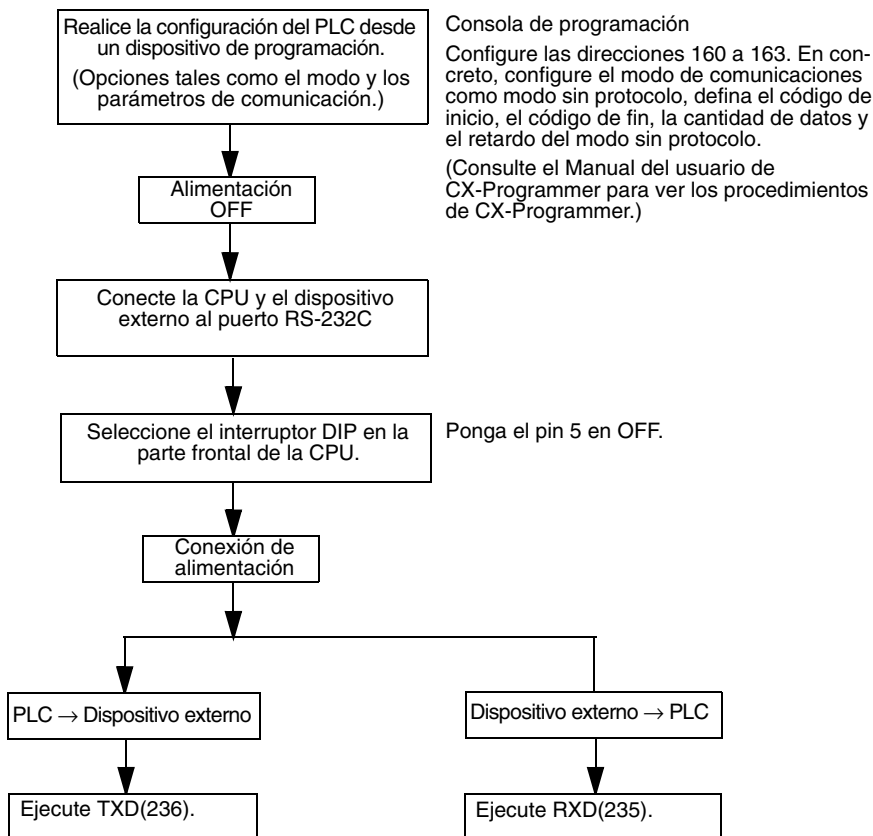 Realice la configuración del PLC desde
un dispositivo de programación.
(Opciones tales como el modo y los
parámetros de comunicación.)
Consola de programación
Configure las direcciones 160 a 163. En con-
creto, configure el modo de comunicaciones
como modo sin protocolo, defina el código de
inicio, el código de fin, la cantidad de datos y
el retardo del modo sin protocolo.
(Consulte el Manual del usuario de
CX-Programmer para ver los procedimientos
de CX-Programmer.)
Alimentación
OFF
Conecte la CPU y el dispositivo
externo al puerto RS-232C
Seleccione el interruptor DIP en la
parte frontal de la CPU.
Ponga el pin 5 en OFF.
Conexión de
alimentación
PLC → Dispositivo externo
Dispositivo externo → PLC
Ejecute TXD(236).
Ejecute RXD(235).